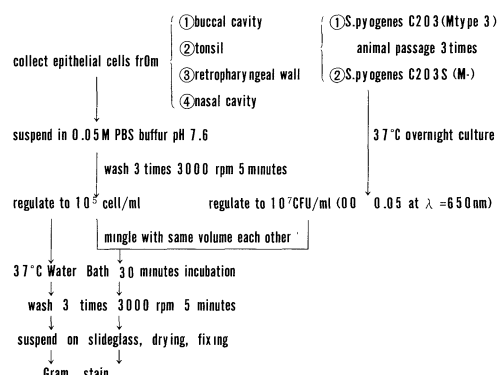 ①buccal cavity
②tonsil
collect epithelial cells fr0m
③retropharyngeal wall
④nasal cavity
①S.pyogenes C203(Mtype 3)
animal passage 3times
②S.pyogenes C203S (M-)
suspend in 0.05M PBS buffur pH 7.6
37°C overnight culture
wash 3times 3000 rpm 5minutes
regulate to 10⁵ cell/ml
regulate to 10⁷CFU/ml (OD 0.05 at λ =650nm)
mingle with same volume each other
37°C Water Bath 30 minutes incubation
wash 3 times 3000 rpm 5 minutes
suspend on slideglass, drying, fixing
Gram stain